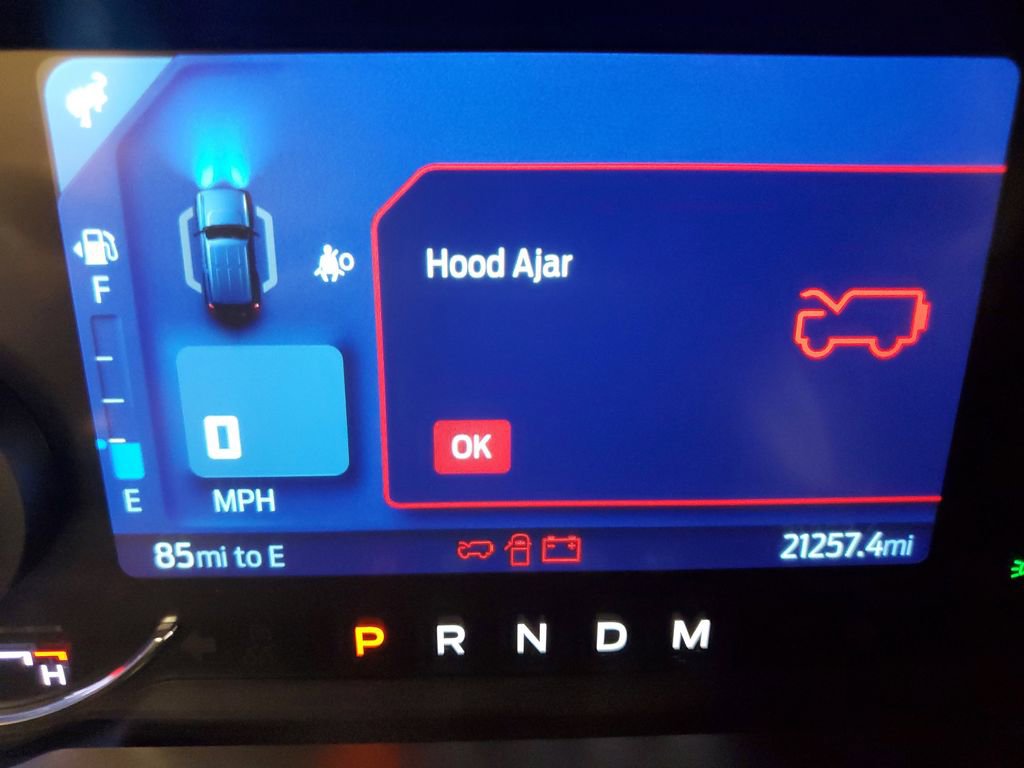 F
E
Hood Ajar
OK
0
MPH
85mi to E
21257.4mi
P R N D M
H